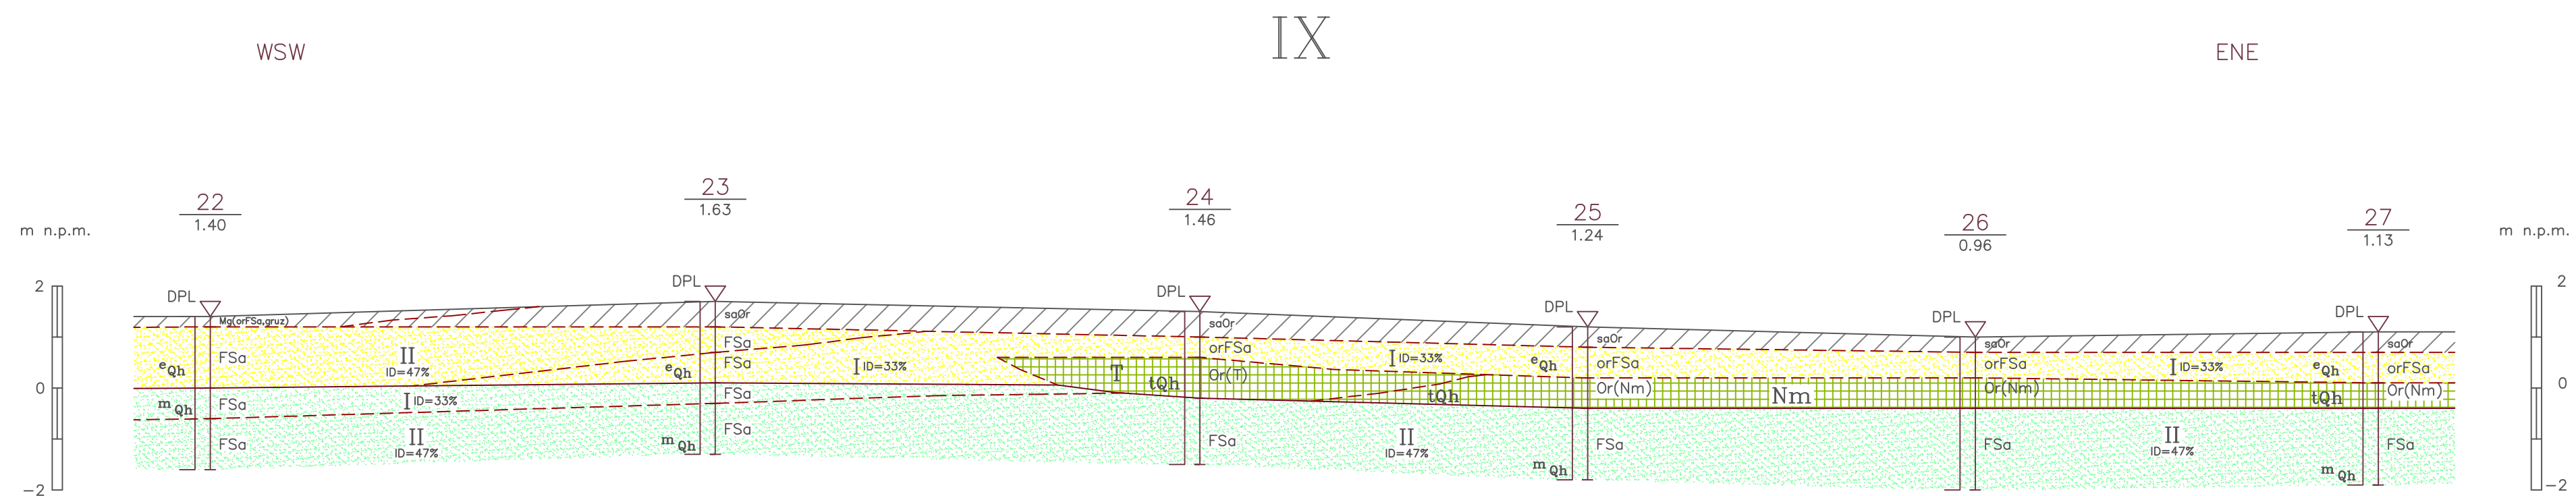 IX
WSW
ENE
22
1.40
23
1.63
24
1.46
25
1.24
26
0.96
27
1.13
m n.p.m.
m n.p.m.
2
0
-2
2
0
-2
DPL
DPL
DPL
DPL
DPL
DPL
Mg(orFSa,gruz)
FSa
FSa
FSa
eQh
mQh
II
ID=47%
I ID=33%
II
ID=47%
saOr
FSa
FSa
FSa
FSa
eQh
mQh
I ID=33%
T
tQh
saOr
orFSa
Or(T)
FSa
I ID=33%
tQh
II
ID=47%
eQh
mQh
saOr
orFSa
Or(Nm)
FSa
Nm
saOr
orFSa
Or(Nm)
FSa
I ID=33%
II
ID=47%
eQh
tQh
mQh
saOr
orFSa
Or(Nm)
FSa